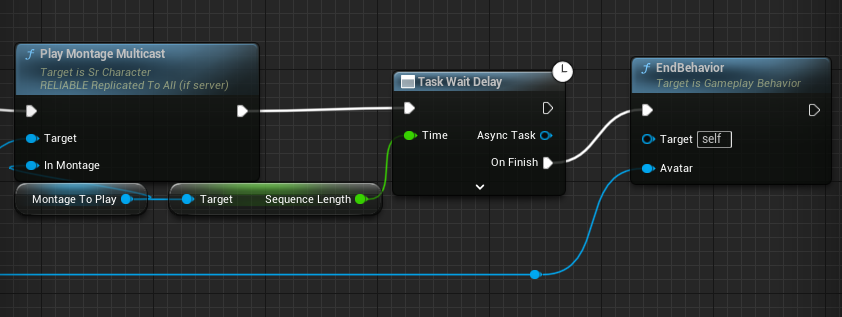 Play Montage Multicast
Target is Sr Character
RELIABLE Replicated To All (if server)
Target
In Montage
Montage To Play
Target
Sequence Length
Task Wait Delay
Time
Async Task
On Finish
EndBehavior
Target is Gameplay Behavior
Target self
Avatar